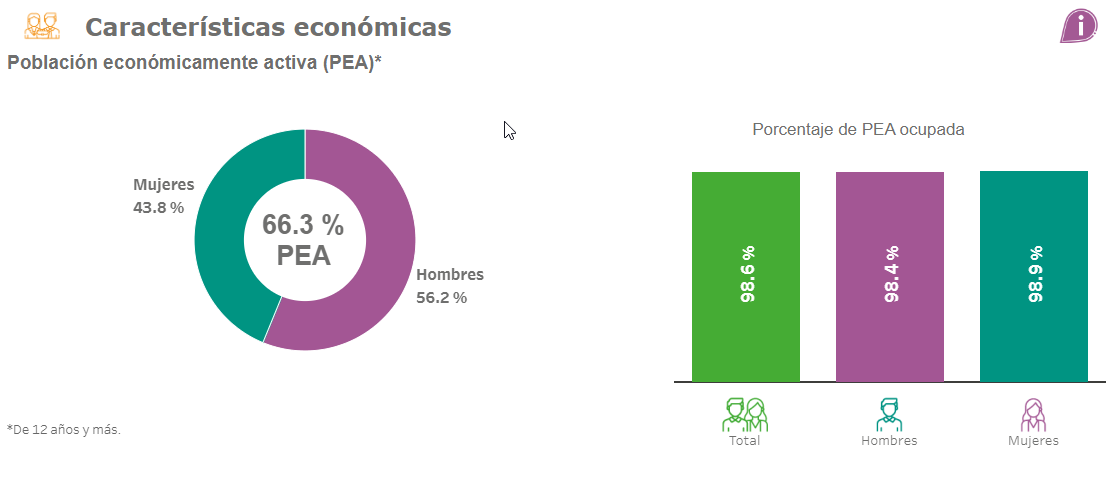 Características económicas
i
Población económicamente activa (PEA)*
Mujeres
43.8 %
66.3 %
PEA
Hombres
56.2 %
*De 12 años y más.
Porcentaje de PEA ocupada
98.6 %
98.4 %
98.9 %
Total
Hombres
Mujeres